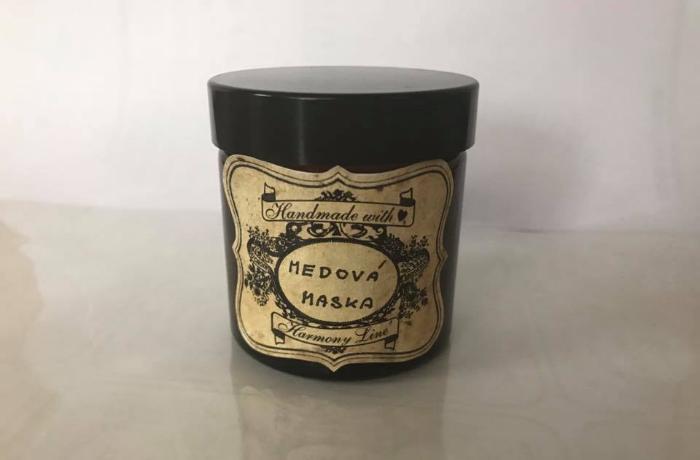 Handmade with
MEDOVÁ
MASKA
Harmony Line